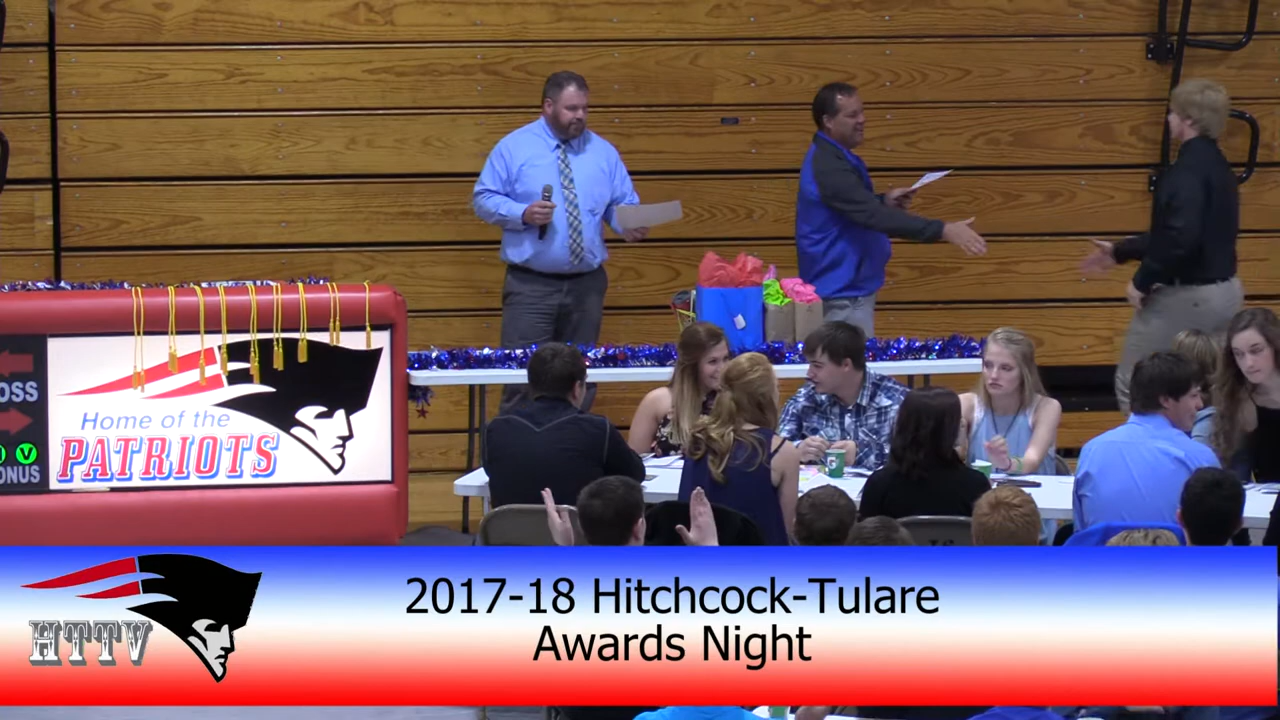 OSS
ONUS
V
Home of the
PATRIOTS
HTTV
2017-18 Hitchcock-Tulare
Awards Night